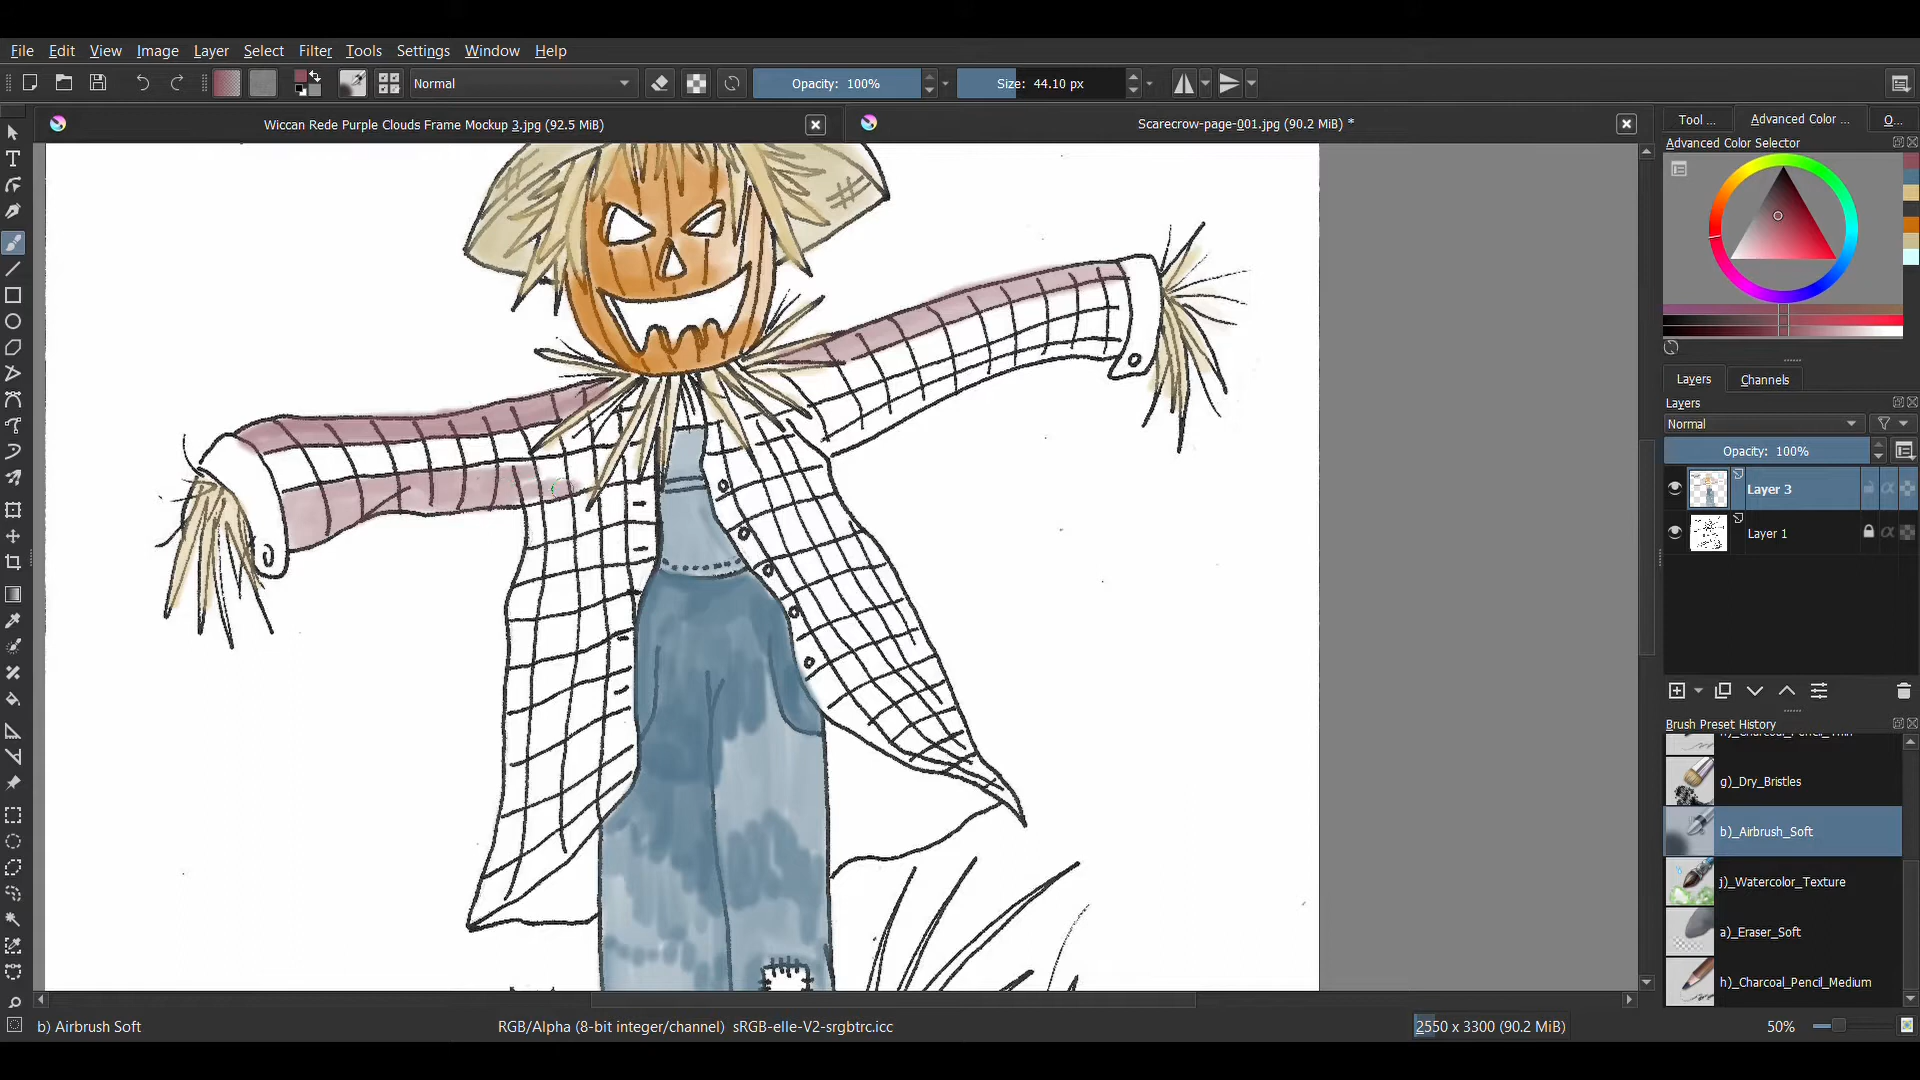 File Edit View Image Layer Select Filter Tools Settings Window Help
Normal Opacity: 100% Size: 44.10 px
Wiccan Rede Purple Clouds Frame Mockup 3.jpg (92.5 MiB)
Scarecrow-page-001.jpg (90.2 MiB) *
Tool ... Advanced Color ... O...
Advanced Color Selector
Layers Channels
Layers
Normal
Opacity: 100%
Layer 3
Layer 1
Brush Preset History
h)_Charcoal_Pencil_Thin
g)_Dry_Bristles
b)_Airbrush_Soft
j)_Watercolor_Texture
a)_Eraser_Soft
h)_Charcoal_Pencil_Medium
b) Airbrush Soft RGB/Alpha (8-bit integer/channel) sRGB-elle-V2-srgbtrc.icc 2550 x 3300 (90.2 MiB) 50%